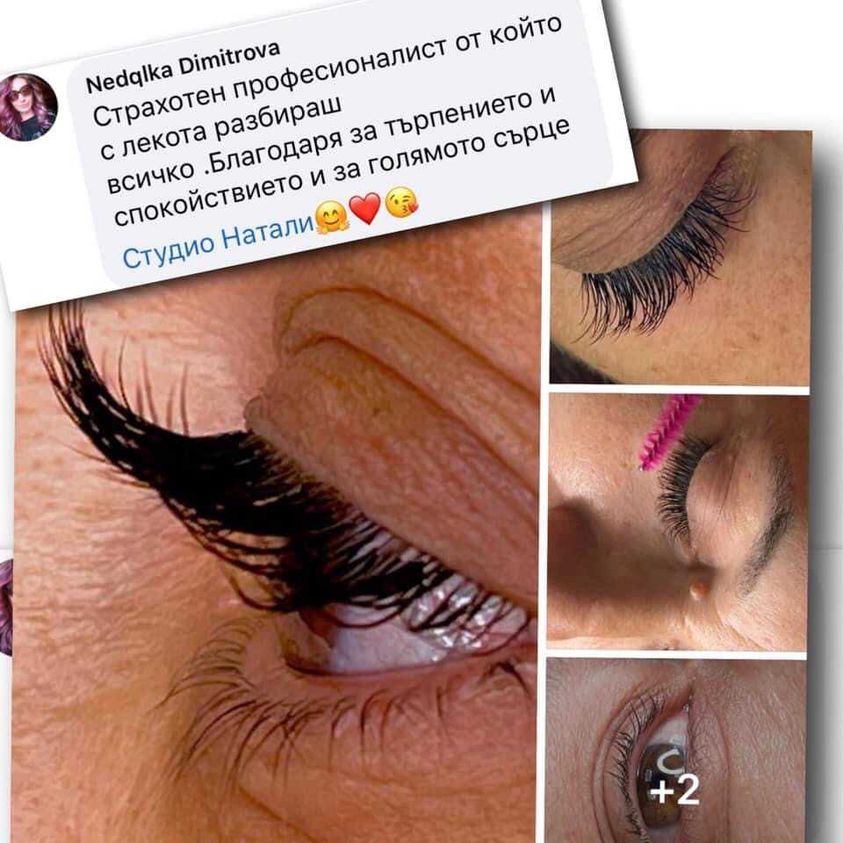 Nedqlka Dimitrova
Страхотен професионалист от който
с лекота разбираш
всичко .Благодаря за търпението и
спокойствието и за голямото сърце
Студио Натали🤗❤️😘
+2